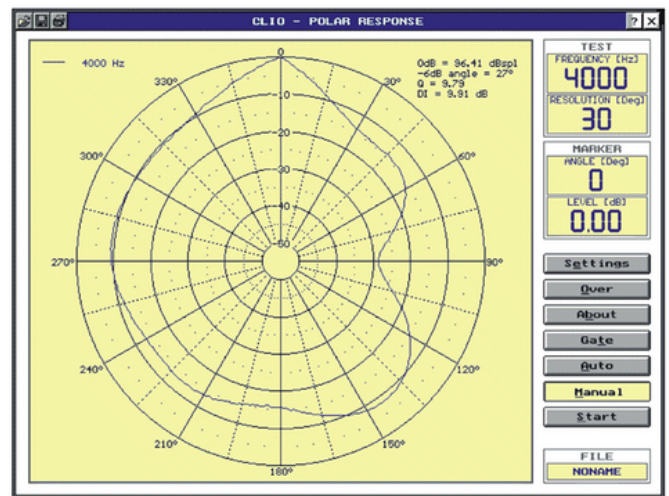 CLIO - POLAR RESPONSE
? ×
4000 Hz
0dB = 96.41 dBspl
-6dB angle = 27°
Q = 9.79
DI = 9.91 dB
0
330°
30°
-10
300°
-20
60°
-30
-40
-50
270°
90°
240°
120°
210°
150°
180°
TEST
FREQUENCY [Hz]
4000
RESOLUTION [Deg]
30
MARKER
ANGLE [Deg]
0
LEVEL [dB]
0.00
Settings
Over
About
Gate
Auto
Manual
Start
FILE
NONAME